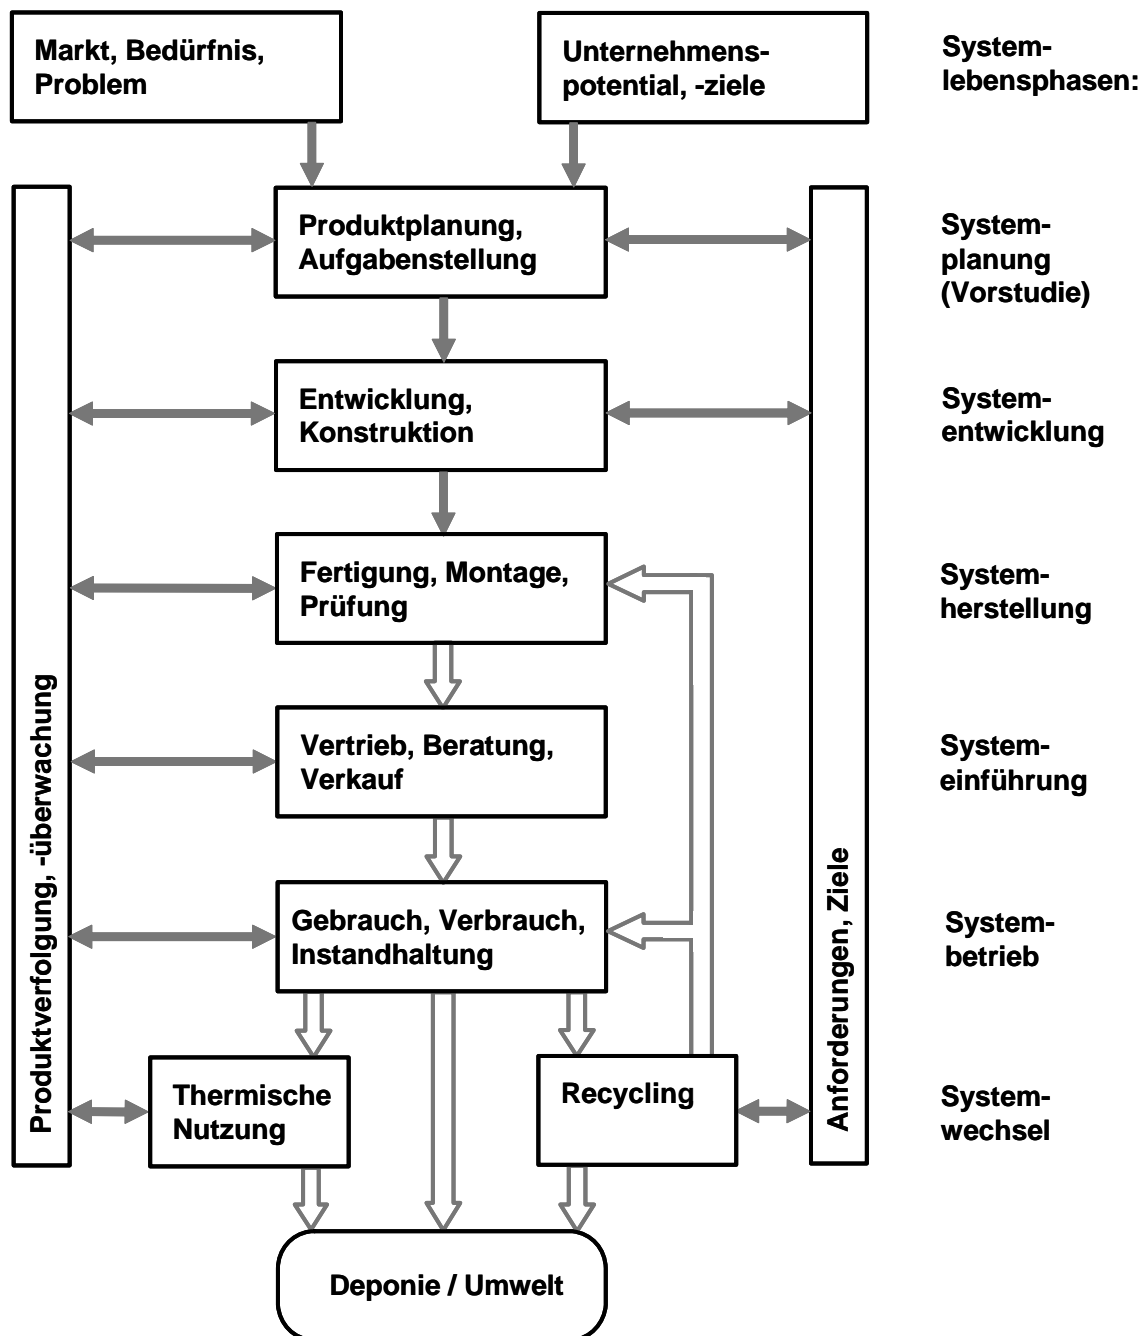 Markt, Bedürfnis,
Problem
Unternehmens-
potential, -ziele
System-
lebensphasen:
Produktplanung,
Aufgabenstellung
System-
planung
(Vorstudie)
Entwicklung,
Konstruktion
System-
entwicklung
Fertigung, Montage,
Prüfung
System-
herstellung
Vertrieb, Beratung,
Verkauf
System-
einführung
Gebrauch, Verbrauch,
Instandhaltung
System-
betrieb
Thermische
Nutzung
Recycling
System-
wechsel
Deponie / Umwelt
Produktverfolgung, -überwachung
Anforderungen, Ziele